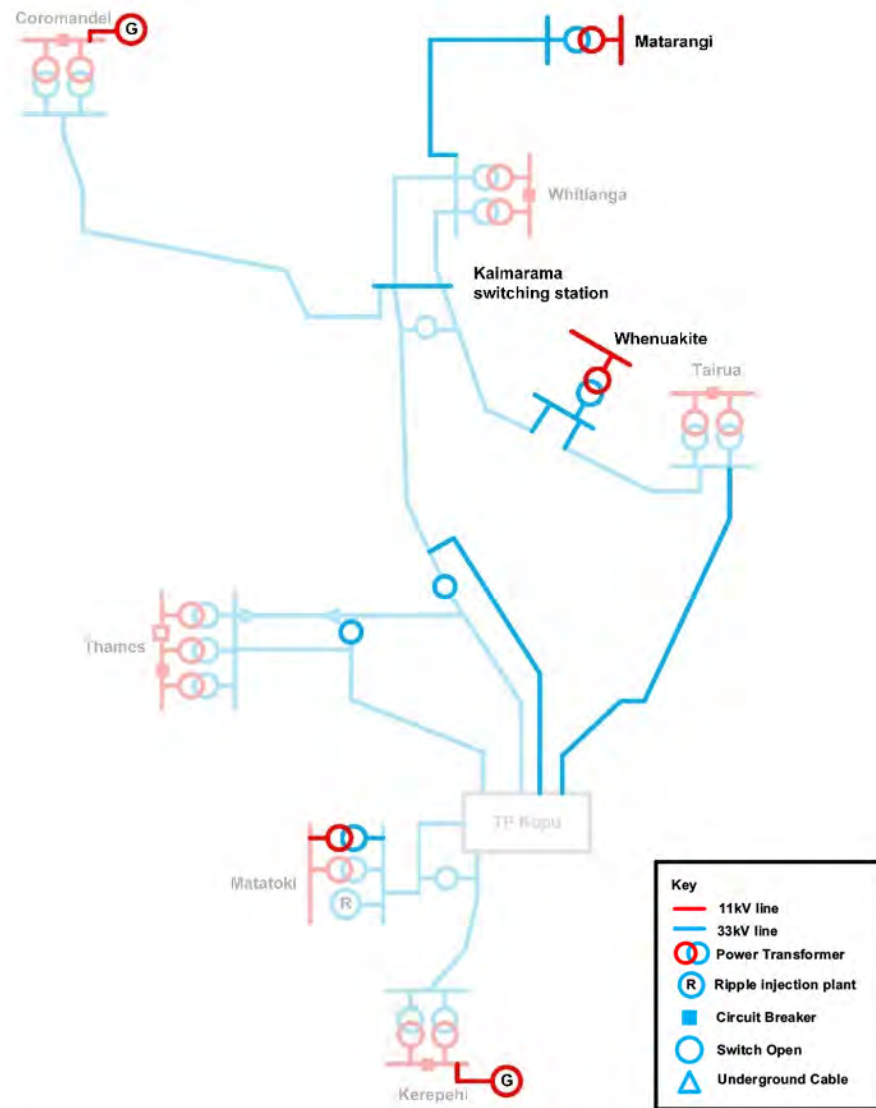 Coromandel
G
Matarangi
Whitianga
Kaimarama
switching station
Whenuakite
Tairua
Thames
TP Kopu
Matatoki
R
Kerepehi
G
Key
11kV line
33kV line
Power Transformer
R
Ripple injection plant
Circuit Breaker
Switch Open
Underground Cable